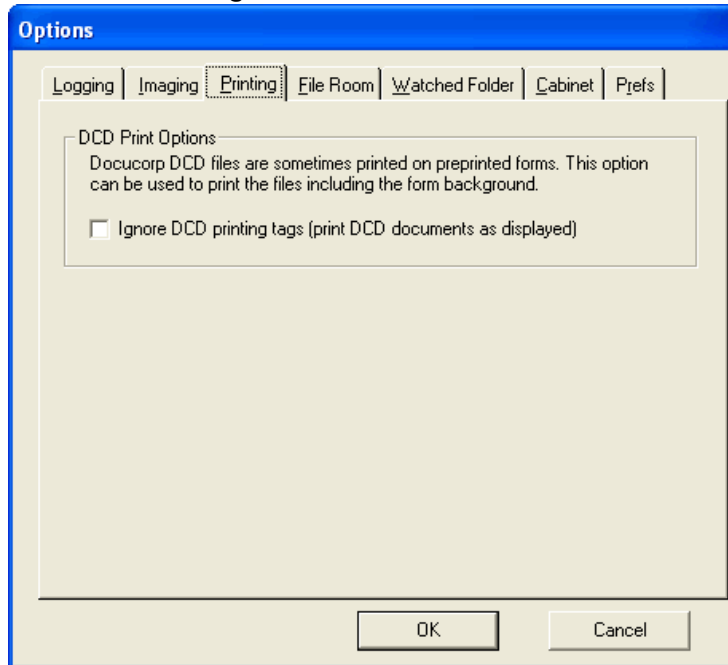 Options
Logging Imaging Printing File Room Watched Folder Cabinet Prefs
DCD Print Options
Docucorp DCD files are sometimes printed on preprinted forms. This option
can be used to print the files including the form background.
Ignore DCD printing tags (print DCD documents as displayed)
OK Cancel